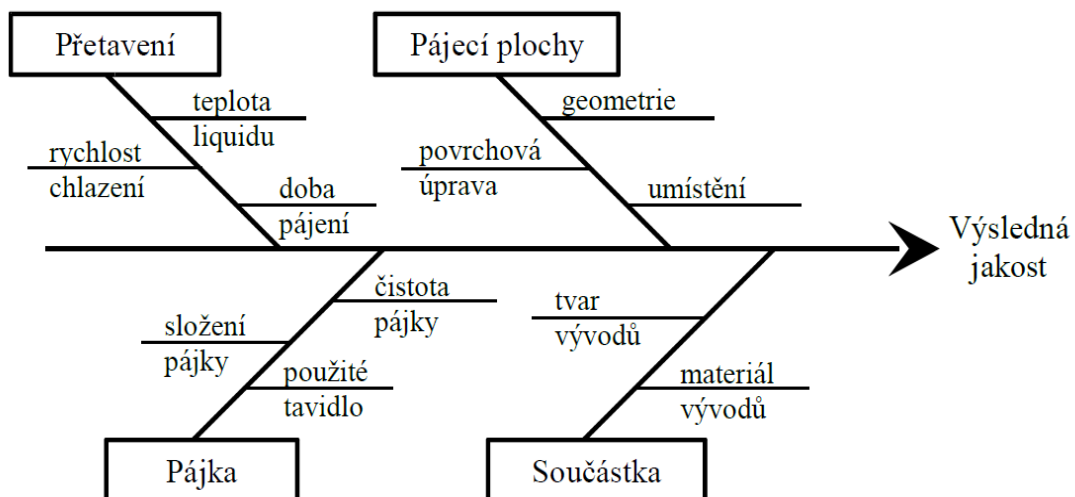 Přetavení
Pájecí plochy
teplota
liquidu
rychlost
chlazení
doba
pájení
geometrie
povrchová
úprava
umístění
Výsledná
jakost
čistota
pájky
složení
pájky
použité
tavidlo
tvar
vývodů
materiál
vývodů
Pájka
Součástka